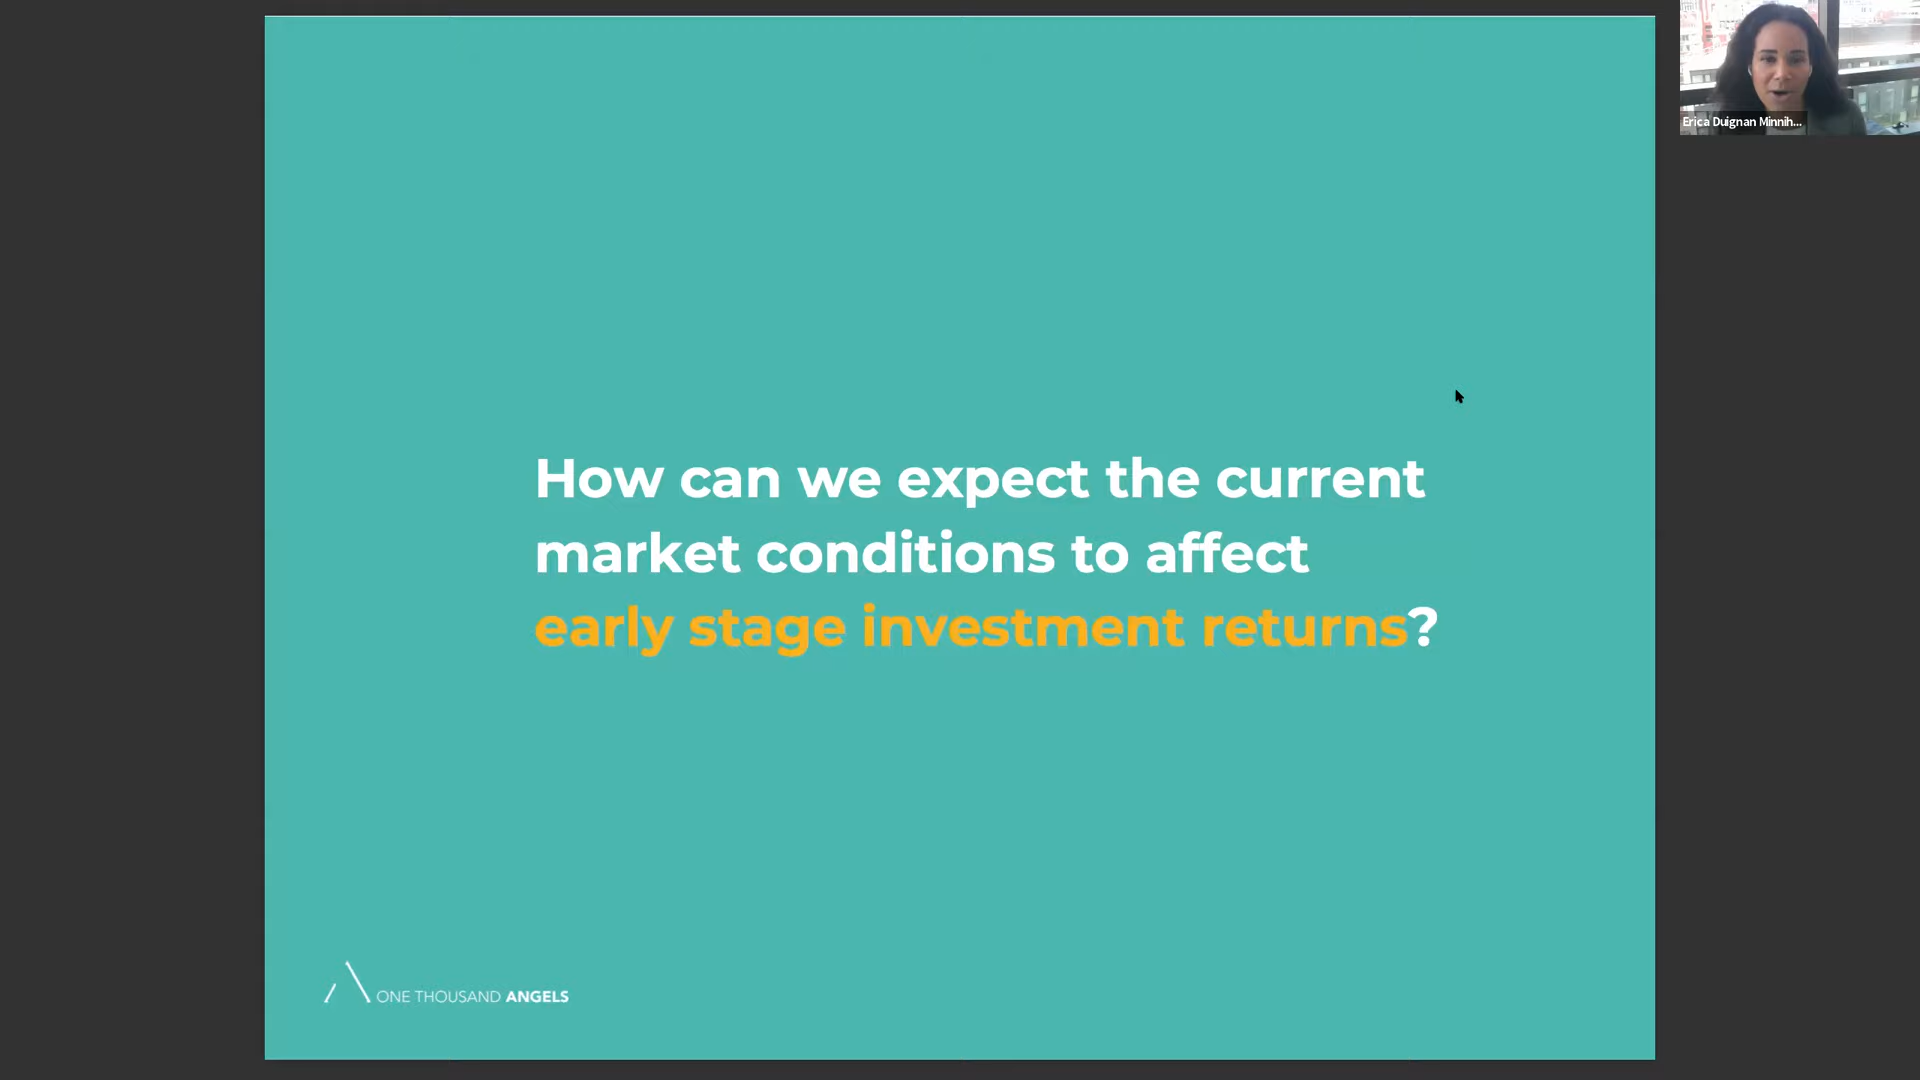 Erica Duignan Minnih...
How can we expect the current
market conditions to affect
early stage investment returns?
ONE THOUSAND ANGELS